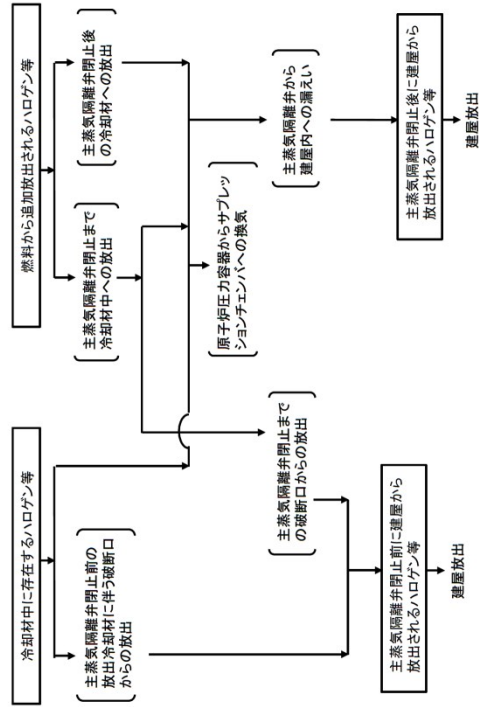 冷却材中に存在するハロゲン等
燃料から追加放出されるハロゲン等
主蒸気隔離弁閉止前の
放出冷却材に伴う破断口
からの放出
主蒸気隔離弁閉止まで
冷却材中への放出
主蒸気隔離弁閉止後
の冷却材への放出
原子炉圧力容器からサプレッ
ションチェンバへの換気
主蒸気隔離弁閉止まで
の破断口からの放出
主蒸気隔離弁から
建屋内への漏えい
主蒸気隔離弁閉止前に建屋から
放出されるハロゲン等
主蒸気隔離弁閉止後に建屋から
放出されるハロゲン等
建屋放出
建屋放出